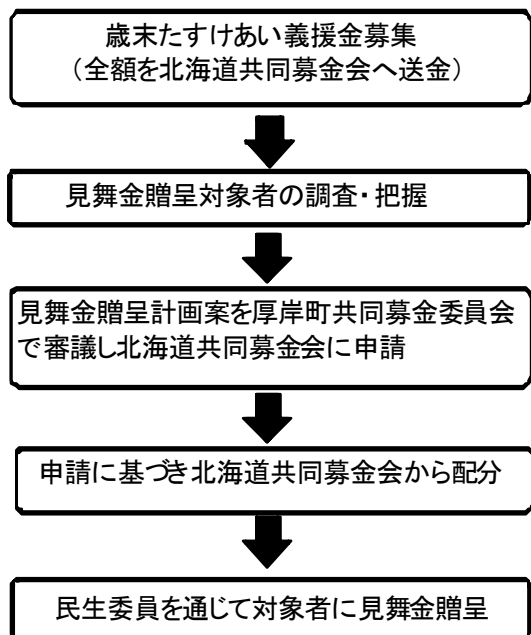 歳末たすけあい義援金募集
（全額を北海道共同募金会へ送金）
見舞金贈呈対象者の調査・把握
見舞金贈呈計画案を厚岸町共同募金委員会
で審議し北海道共同募金会に申請
申請に基づき北海道共同募金会から配分
民生委員を通じて対象者に見舞金贈呈